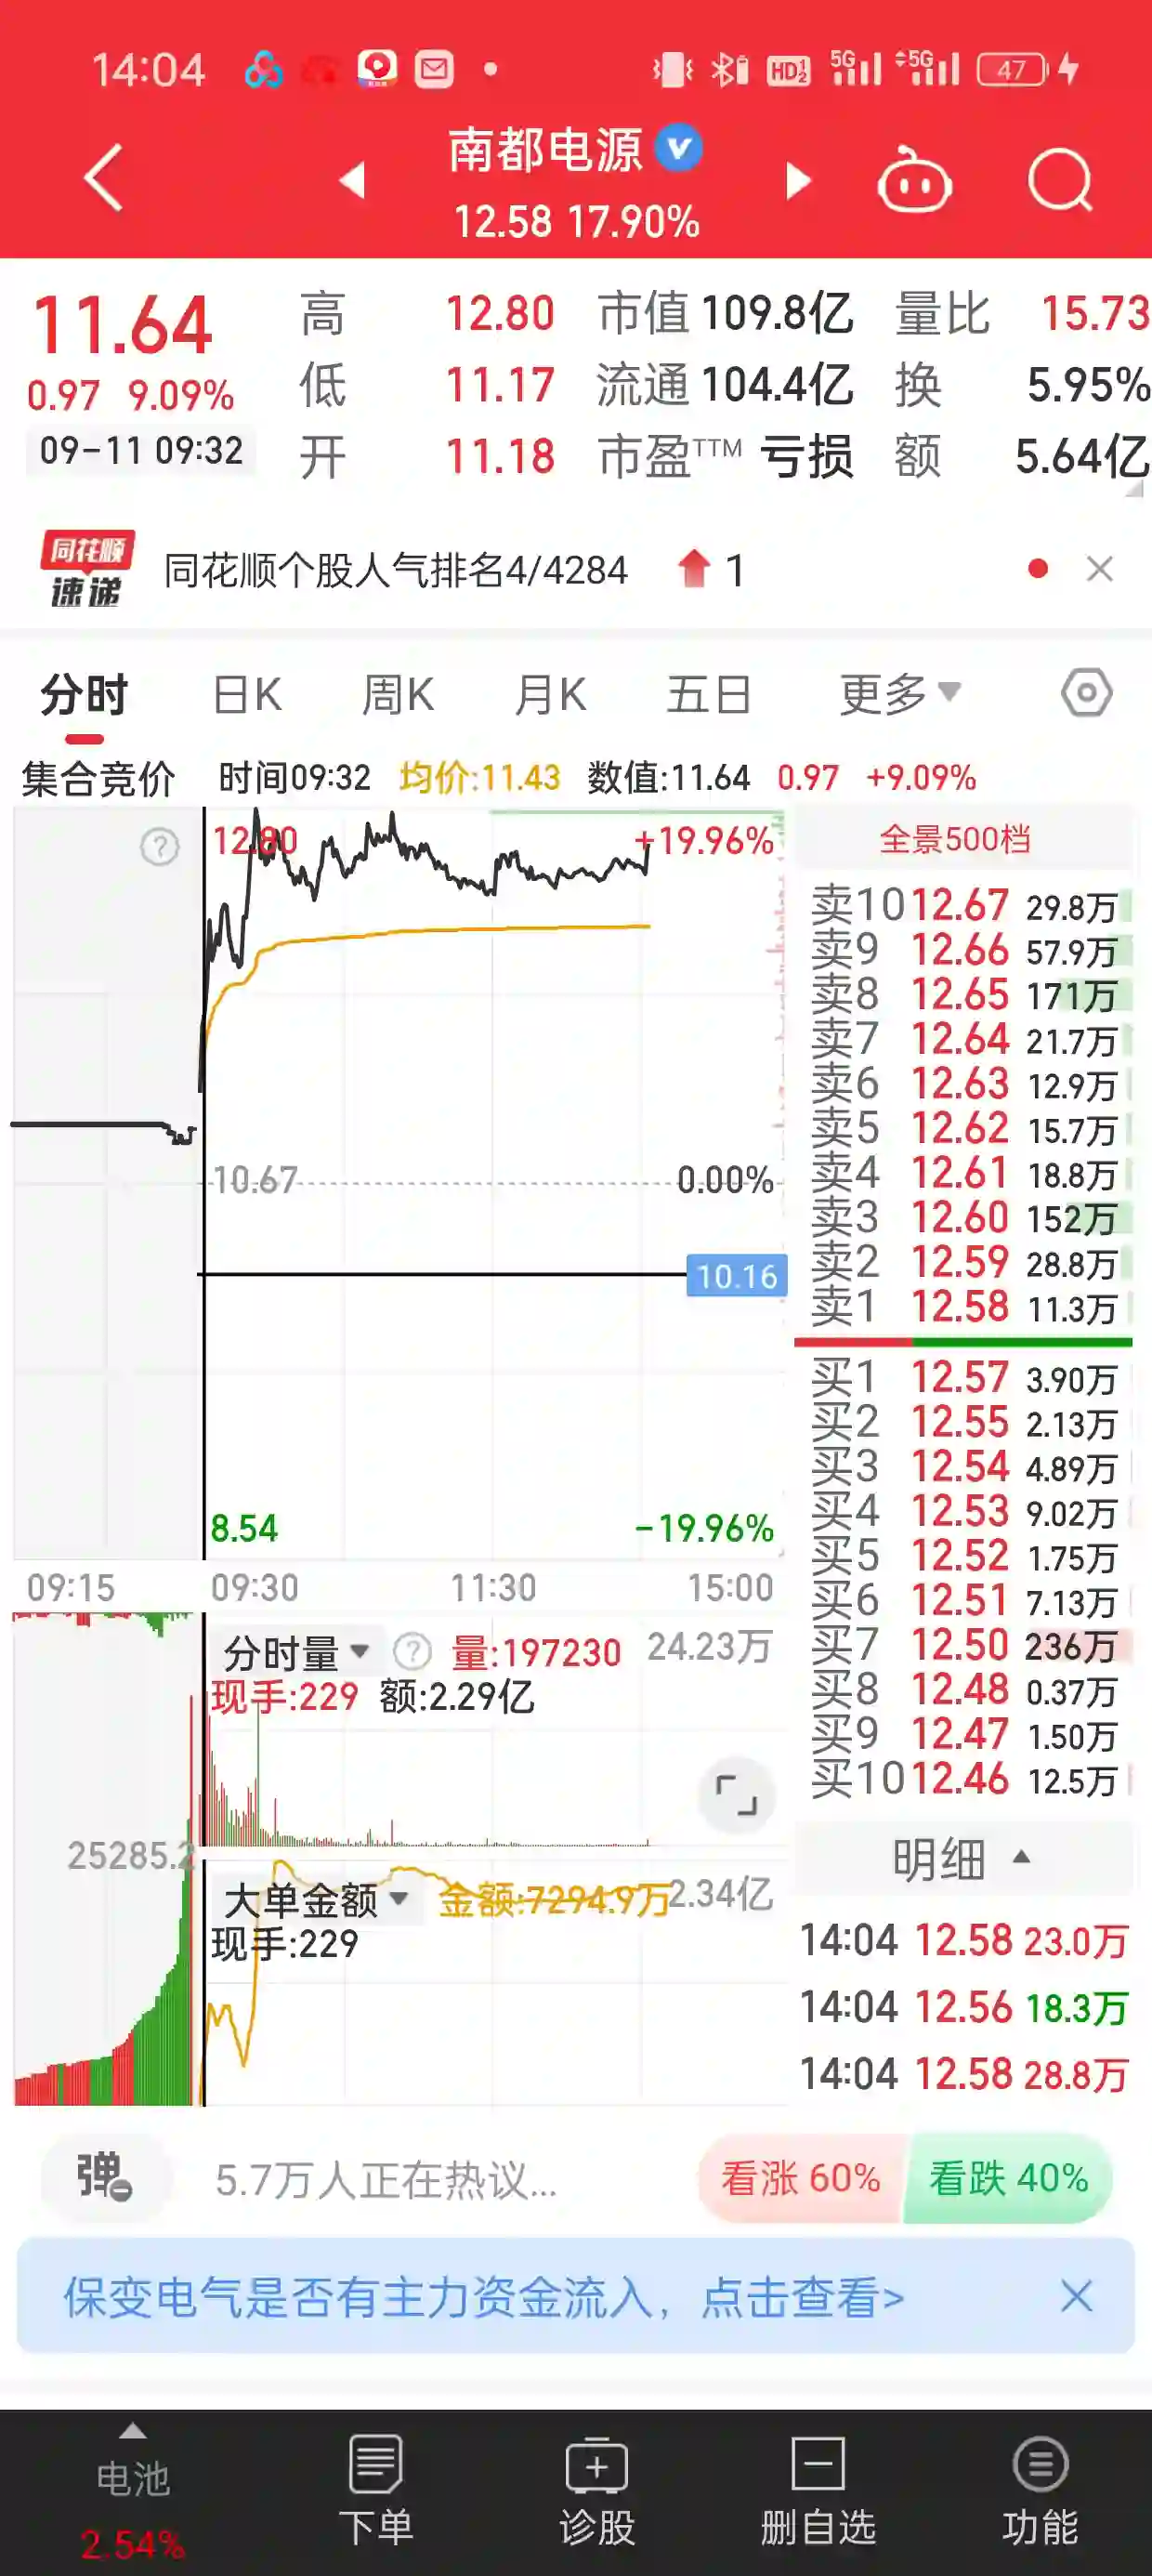 14:04 HD 1 2 5G 5G 47
南都电源
12.58 17.90%
11.64 高 12.80 市值 109.8亿 量比 15.73
0.97 9.09% 低 11.17 流通 104.4亿 换 5.95%
09-11 09:32 开 11.18 市盈TTM 亏损 额 5.64亿
同花顺
速递
同花顺个股人气排名4/4284 1
分时 日K 周K 月K 五日 更多
集合竞价 时间09:32 均价:11.43 数值:11.64 0.97 +9.09%
? 12.80 +19.96%
10.67 0.00%
10.16
8.54 -19.96%
09:15 09:30 11:30 15:00
分时量 ? 量:197230 24.23万
现手:229 额:2.29亿
25285.2
大单金额 金额:7294.9万 2.34亿
现手:229
全景500档
卖10 12.67 29.8万
卖9 12.66 57.9万
卖8 12.65 171万
卖7 12.64 21.7万
卖6 12.63 12.9万
卖5 12.62 15.7万
卖4 12.61 18.8万
卖3 12.60 152万
卖2 12.59 28.8万
卖1 12.58 11.3万
买1 12.57 3.90万
买2 12.55 2.13万
买3 12.54 4.89万
买4 12.53 9.02万
买5 12.52 1.75万
买6 12.51 7.13万
买7 12.50 236万
买8 12.48 0.37万
买9 12.47 1.50万
买10 12.46 12.5万
明细
14:04 12.58 23.0万
14:04 12.56 18.3万
14:04 12.58 28.8万
弹 5.7万人正在热议... 看涨 60% 看跌 40%
保变电气是否有主力资金流入，点击查看>
电池 下单 诊股 删自选 功能
2.54%